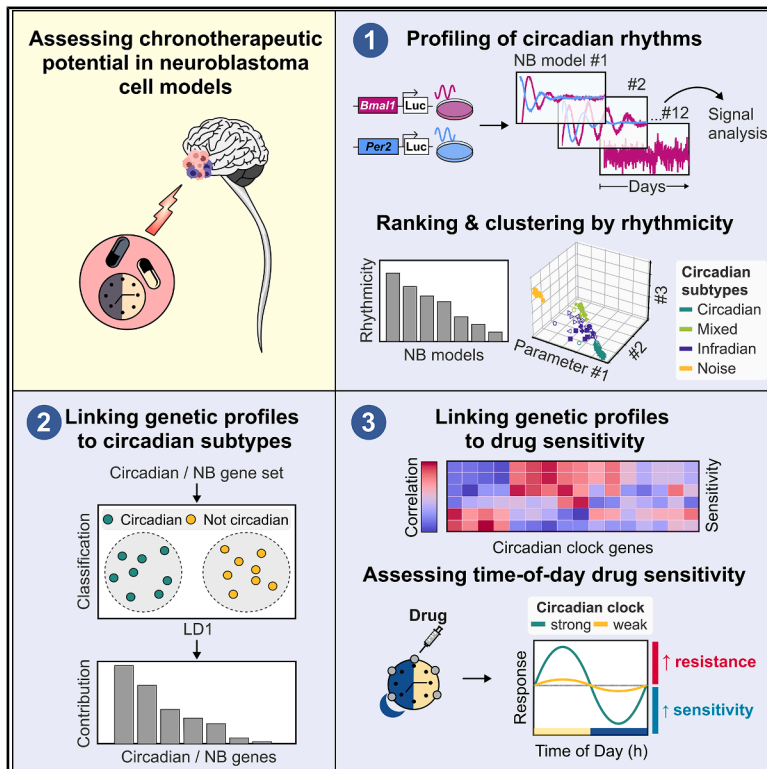 Assessing chronotherapeutic
potential in neuroblastoma
cell models
1 Profiling of circadian rhythms
NB model #1
#2
...#12
Bmal1 Luc
Per2 Luc
Signal
analysis
Days
Ranking & clustering by rhythmicity
Rhythmicity
NB models
Parameter #1
#2
#3
Circadian
subtypes
Circadian
Mixed
Infradian
Noise
2 Linking genetic profiles
to circadian subtypes
Circadian / NB gene set
Classification
Circadian Not circadian
LD1
Contribution
Circadian / NB genes
3 Linking genetic profiles
to drug sensitivity
Correlation
Sensitivity
Circadian clock genes
Assessing time-of-day drug sensitivity
Drug
Circadian clock
strong weak
Response
↑ resistance
↑ sensitivity
Time of Day (h)